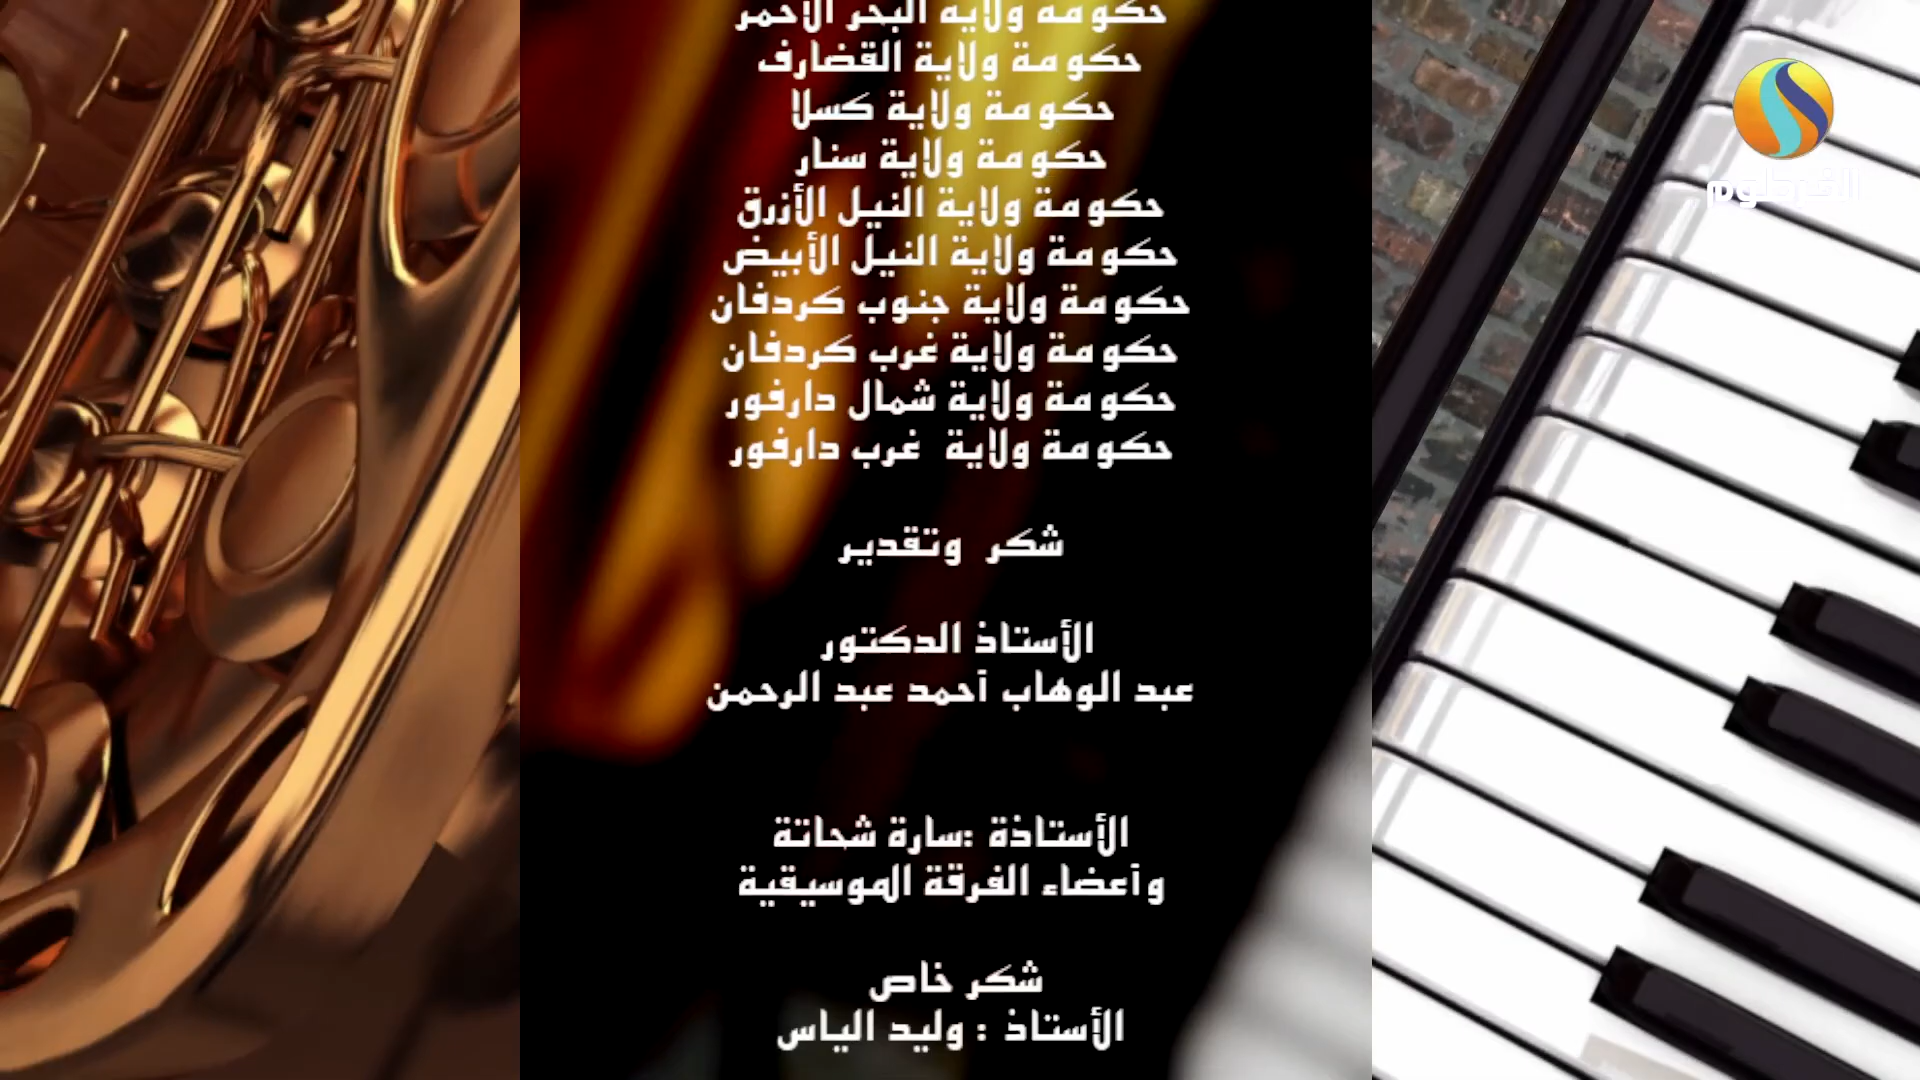 حكومة ولاية البحر الأحمر
حكومة ولاية القضارف
حكومة ولاية كسلا
حكومة ولاية سنار
حكومة ولاية النيل الأزرق
حكومة ولاية النيل الأبيض
حكومة ولاية جنوب كردفان
حكومة ولاية غرب كردفان
حكومة ولاية شمال دارفور
حكومة ولاية غرب دارفور
شكر وتقدير
الأستاذ الدكتور
عبد الوهاب أحمد عبد الرحمن
الأستاذة :سارة شحاتة
وأعضاء الفرقة الموسيقية
شكر خاص
الأستاذ : وليد الياس
الخرطوم